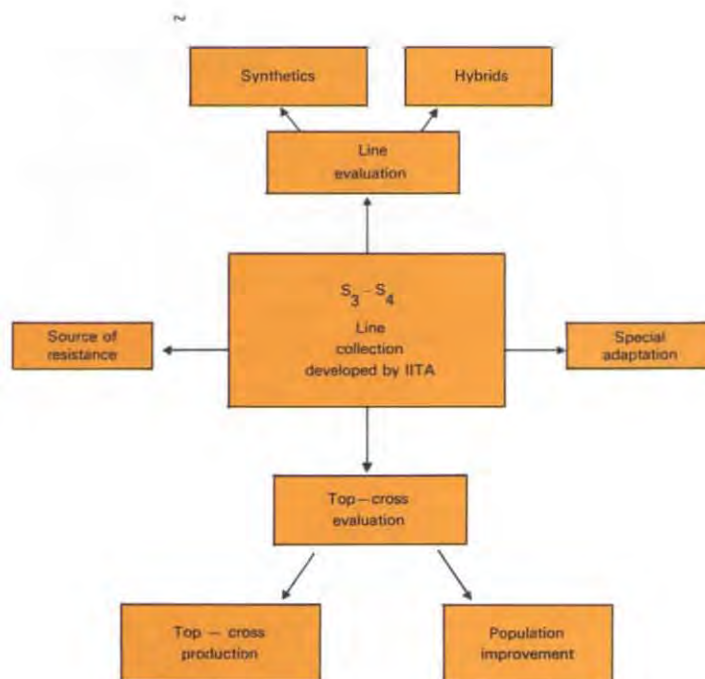 ~
Synthetics
Hybrids
Line
evaluation
S3 – S4
Line
collection
developed by IITA
Source of
resistance
Special
adaptation
Top – cross
evaluation
Top – cross
production
Population
improvement